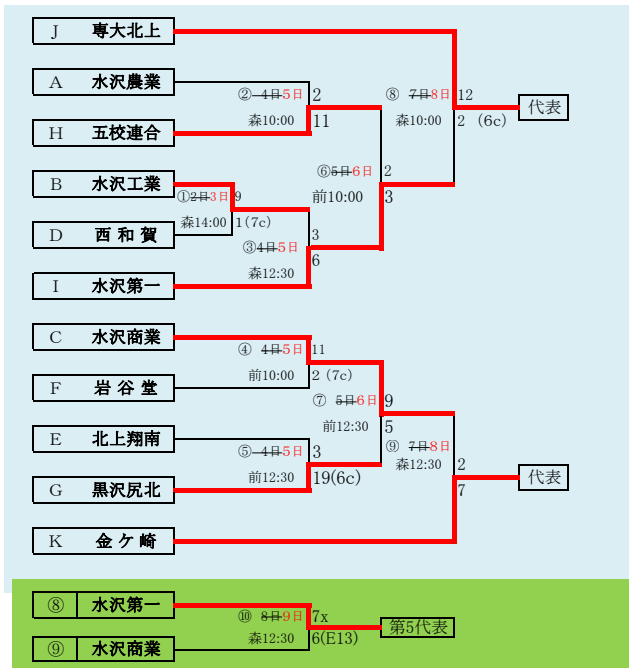 J 専大北上
A 水沢農業
② 4日5日 2
⑧ 7日8日 12
代表
森10:00 11
森10:00 2 (6c)
H 五校連合
⑥5日6日 2
B 水沢工業
①2日3日 9
前10:00 3
森14:00 1(7c)
D 西和賀
③4日5日 3
森12:30 6
I 水沢第一
C 水沢商業
④ 4日5日 11
前10:00 2 (7c)
F 岩谷堂
⑦ 5日6日 9
前12:30 5
E 北上翔南
⑤ 4日5日 3
⑨ 7日8日 2
森12:30 7
前12:30 19(6c)
代表
G 黒沢尻北
K 金ケ崎
⑧ 水沢第一
⑩ 8日9日 7x
第5代表
森12:30 6(E13)
⑨ 水沢商業